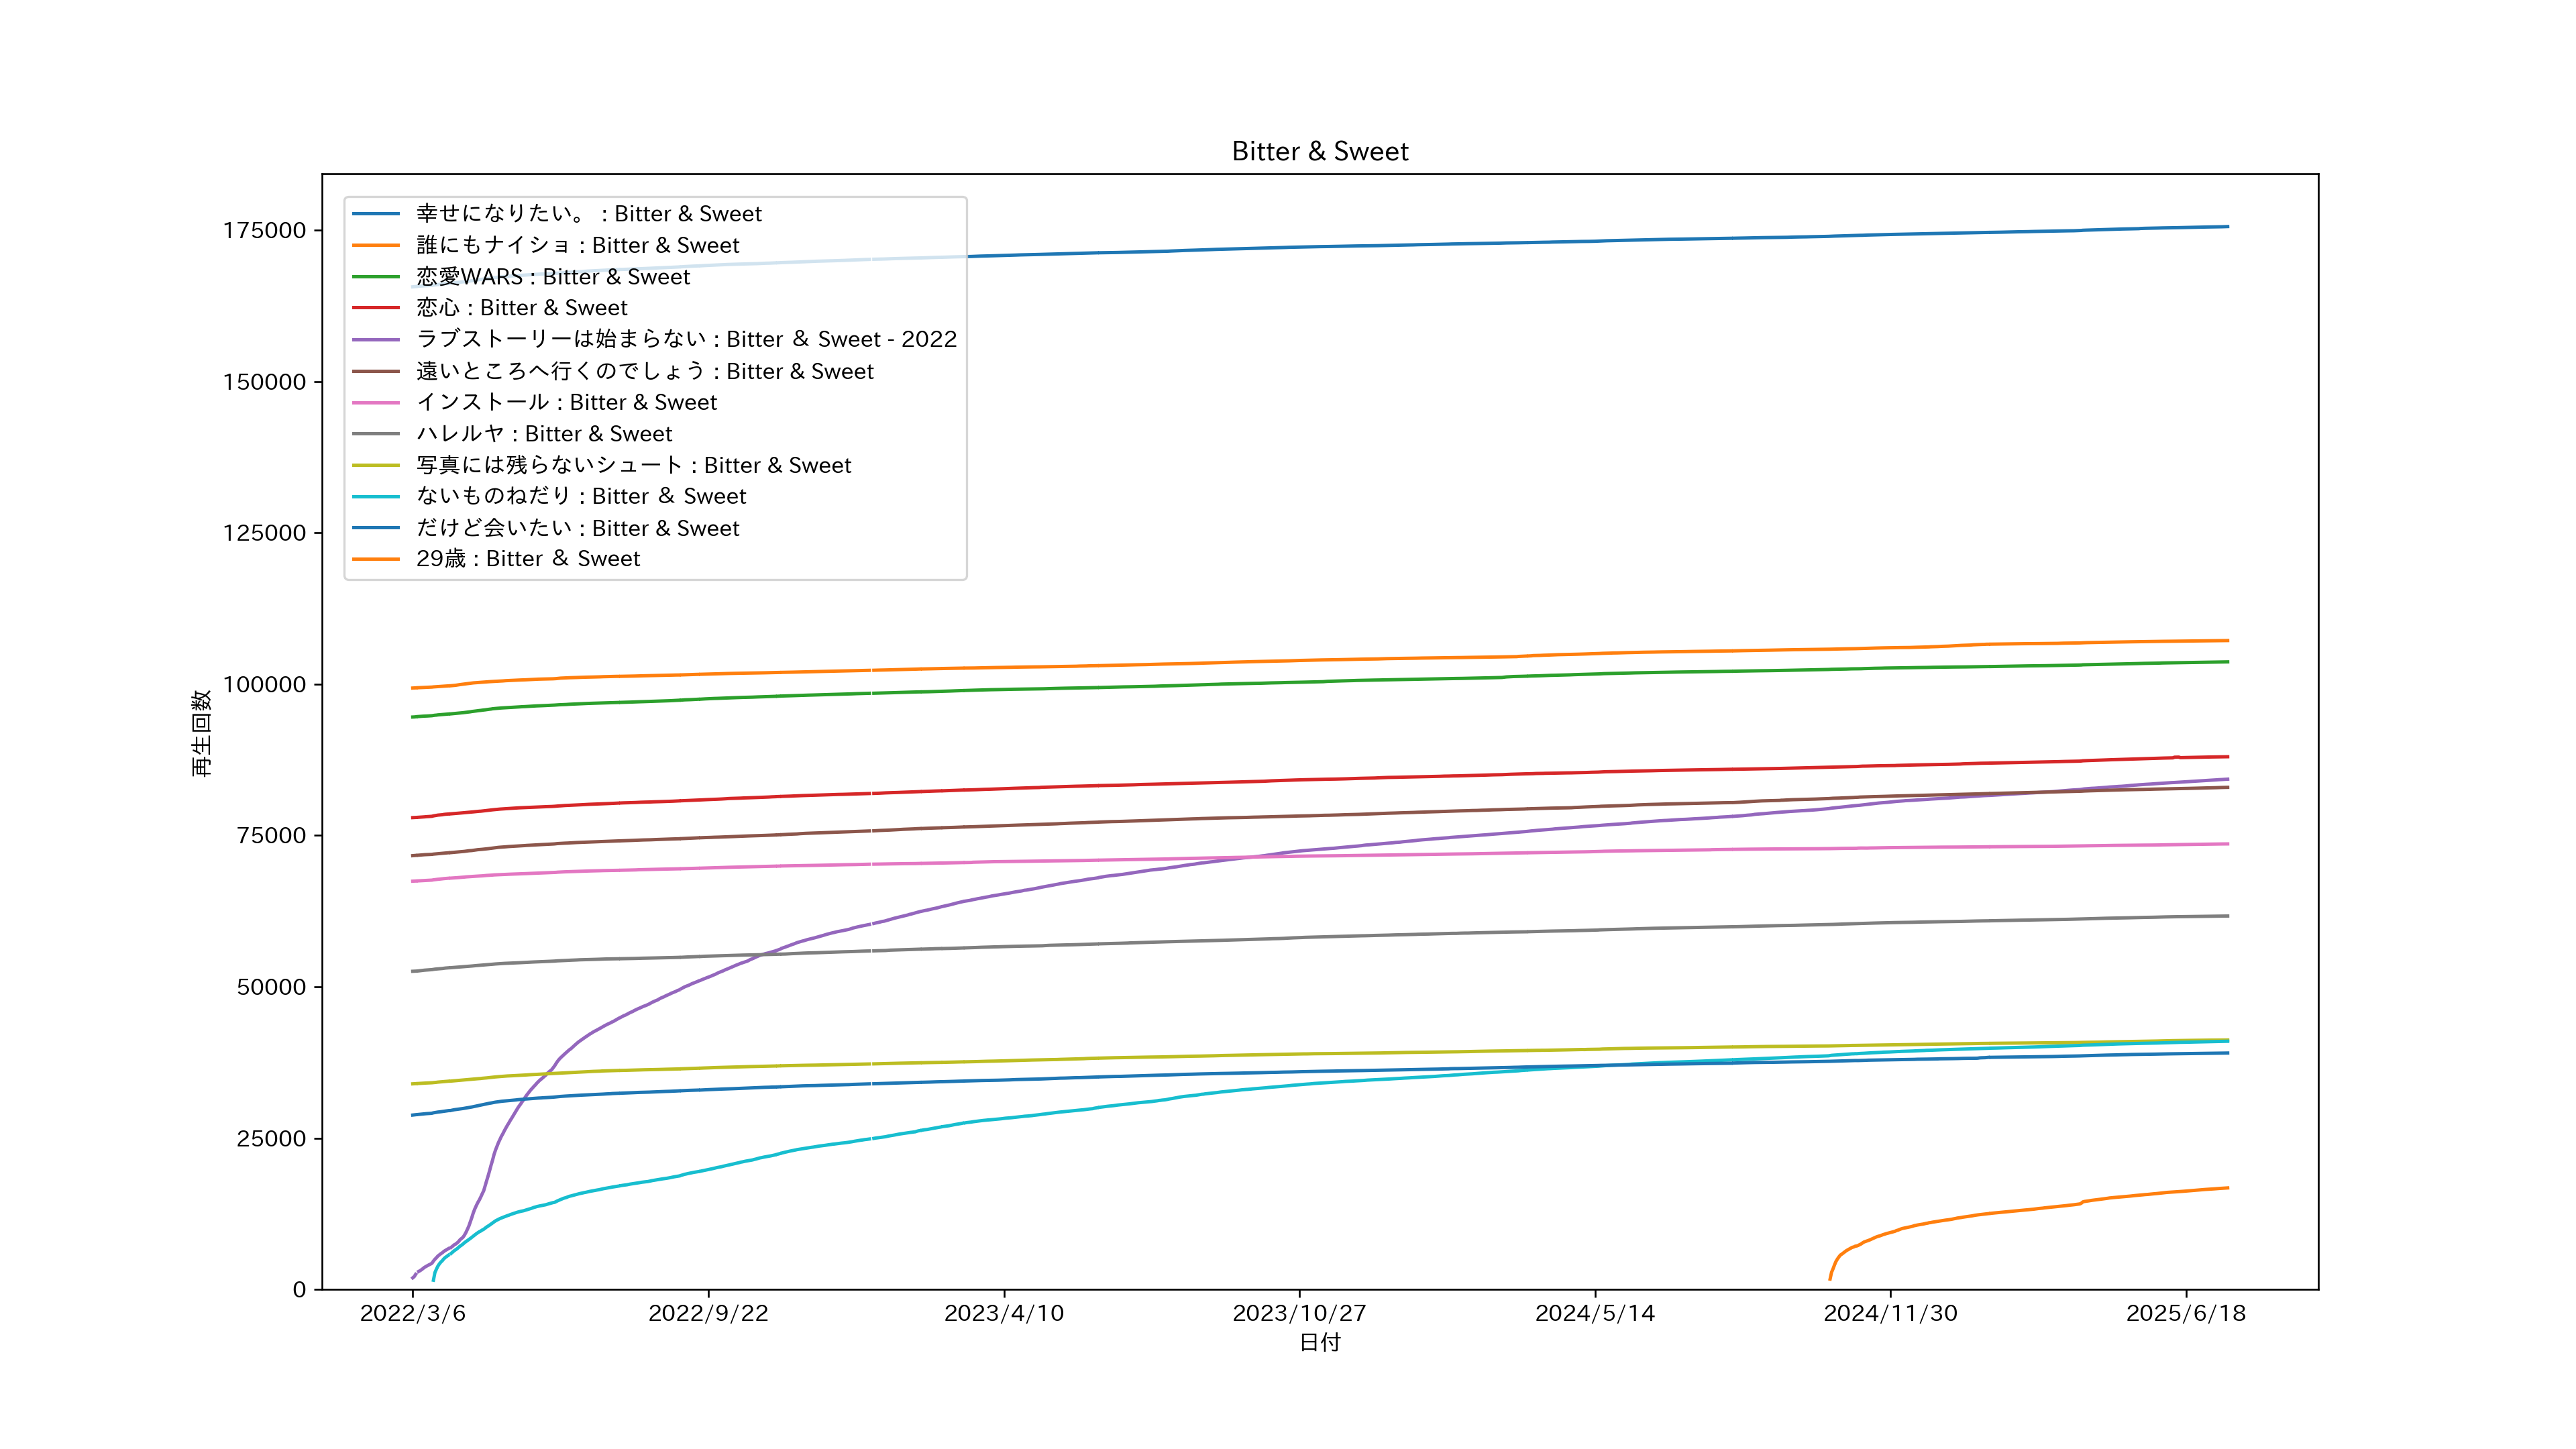 Bitter & Sweet
幸せになりたい。 : Bitter & Sweet
誰にもナイショ : Bitter & Sweet
恋愛WARS : Bitter & Sweet
恋心 : Bitter & Sweet
ラブストーリーは始まらない : Bitter ＆ Sweet - 2022
遠いところへ行くのでしょう : Bitter & Sweet
インストール : Bitter & Sweet
ハレルヤ : Bitter & Sweet
写真には残らないシュート : Bitter & Sweet
ないものねだり : Bitter ＆ Sweet
だけど会いたい : Bitter & Sweet
29歳 : Bitter ＆ Sweet
175000
150000
125000
100000
75000
50000
25000
0
再生回数
2022/3/6 2022/9/22 2023/4/10 2023/10/27 2024/5/14 2024/11/30 2025/6/18
日付